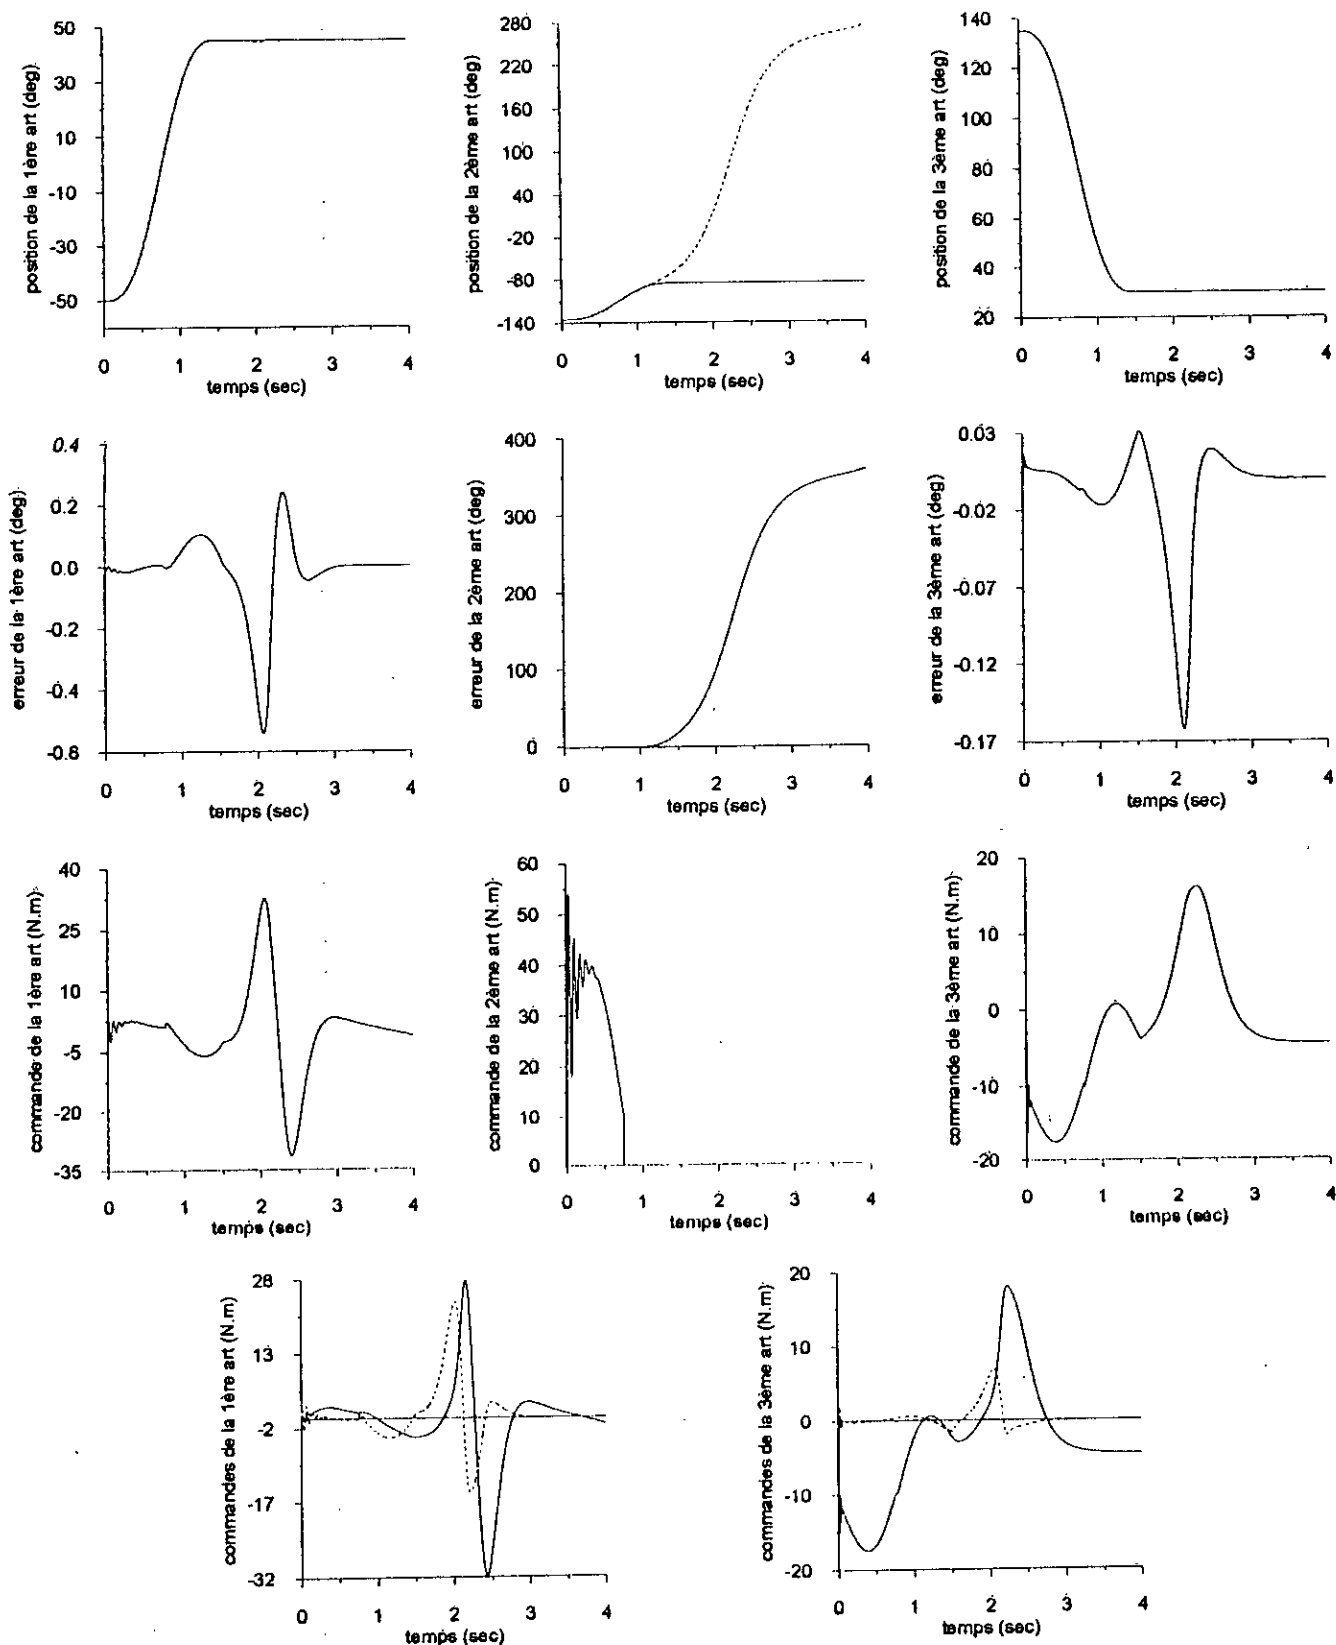 position de la 1ère art (deg)
50
30
10
-10
-30
-50
0 1 2 3 4
temps (sec)
position de la 2ème art (deg)
280
220
160
100
40
-20
-80
-140
0 1 2 3 4
temps (sec)
position de la 3ème art (deg)
140
120
100
80
60
40
20
0 1 2 3 4
temps (sec)
erreur de la 1ère art (deg)
0.4
0.2
0.0
-0.2
-0.4
-0.6
0 1 2 3 4
temps (sec)
erreur de la 2ème art (deg)
400
300
200
100
0
0 1 2 3 4
temps (sec)
erreur de la 3ème art (deg)
0.03
-0.02
-0.07
-0.12
-0.17
0 1 2 3 4
temps (sec)
commande de la 1ère art (N.m)
40
25
10
-5
-20
-35
0 1 2 3 4
temps (sec)
commande de la 2ème art (N.m)
60
50
40
30
20
10
0
0 1 2 3 4
temps (sec)
commande de la 3ème art (N.m)
20
10
0
-10
-20
0 1 2 3 4
temps (sec)
commandes de la 1ère art (N.m)
28
13
-2
-17
-32
0 1 2 3 4
temps (sec)
commandes de la 3ème art (N.m)
20
10
0
-10
-20
0 1 2 3 4
temps (sec)